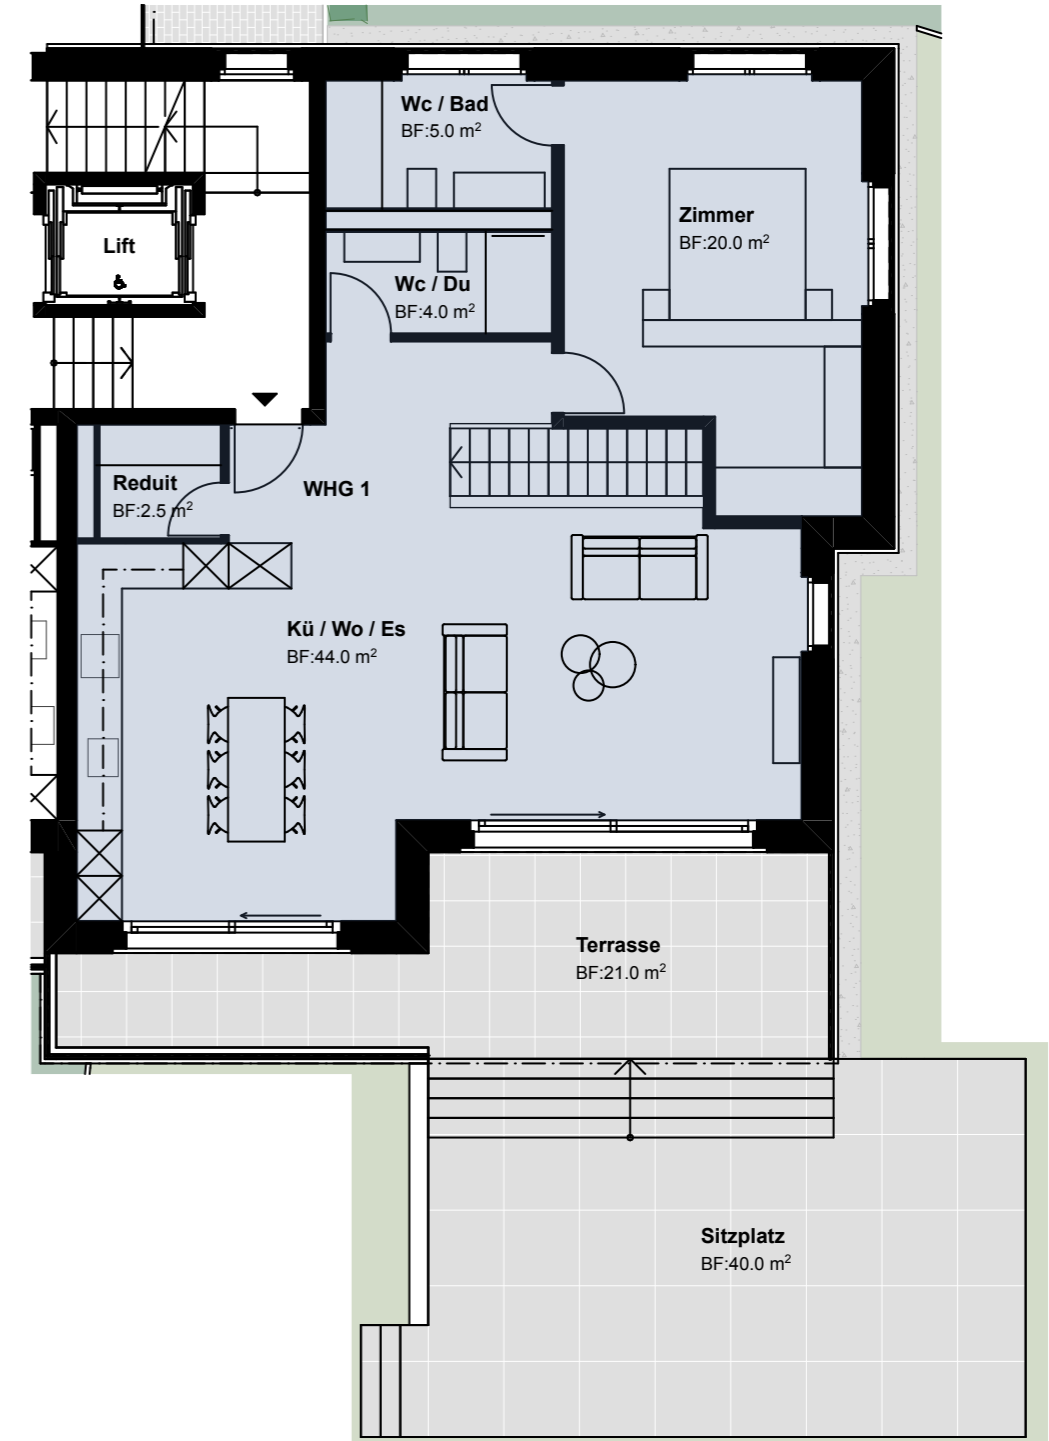 Wc / Bad
BF:5.0 m²
Zimmer
BF:20.0 m²
Lift
Wc / Du
BF:4.0 m²
Reduit
BF:2.5 m²
WHG 1
Kü / Wo / Es
BF:44.0 m²
Terrasse
BF:21.0 m²
Sitzplatz
BF:40.0 m²